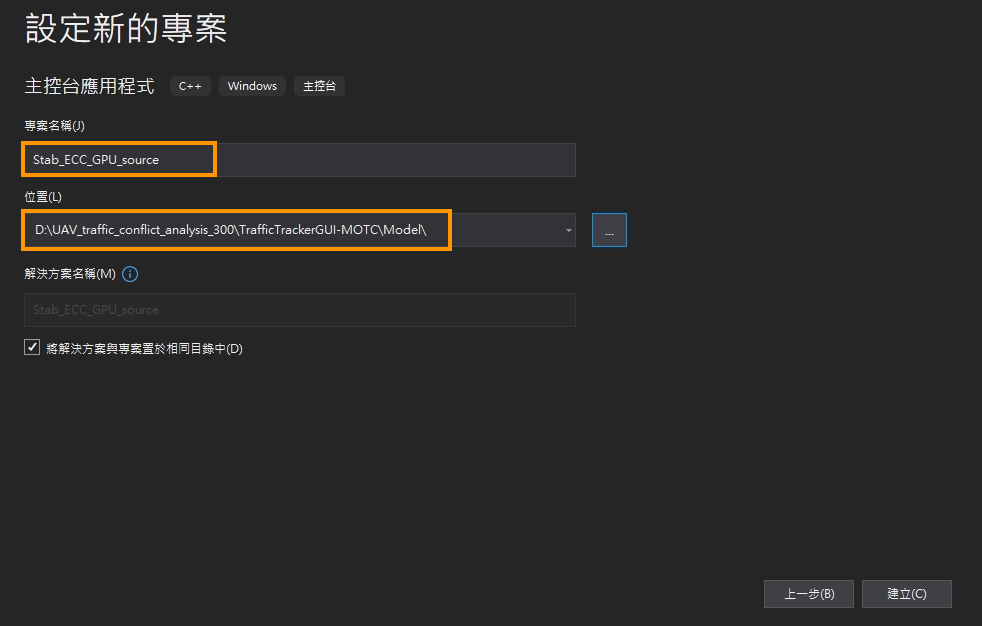 設定新的專案
主控台應用程式 C++ Windows 主控台
專案名稱(J)
Stab_ECC_GPU_source
位置(L)
D:\UAV_traffic_conflict_analysis_300\TrafficTrackerGUI-MOTC\Model\
...
解決方案名稱(M)
Stab_ECC_GPU_source
將解決方案與專案置於相同目錄中(D)
上一步(B) 建立(C)